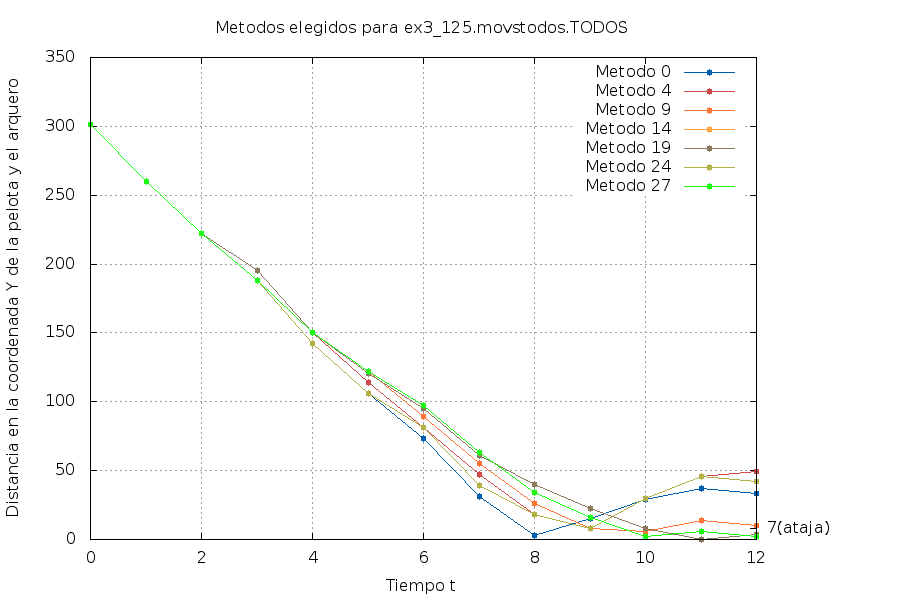 Metodos elegidos para ex3_125.movstodos.TODOS
Distancia en la coordenada Y de la pelota y el arquero
350
300
250
200
150
100
50
0
Metodo 0
Metodo 4
Metodo 9
Metodo 14
Metodo 19
Metodo 24
Metodo 27
7(ataja)
0 2 4 6 8 10 12
Tiempo t